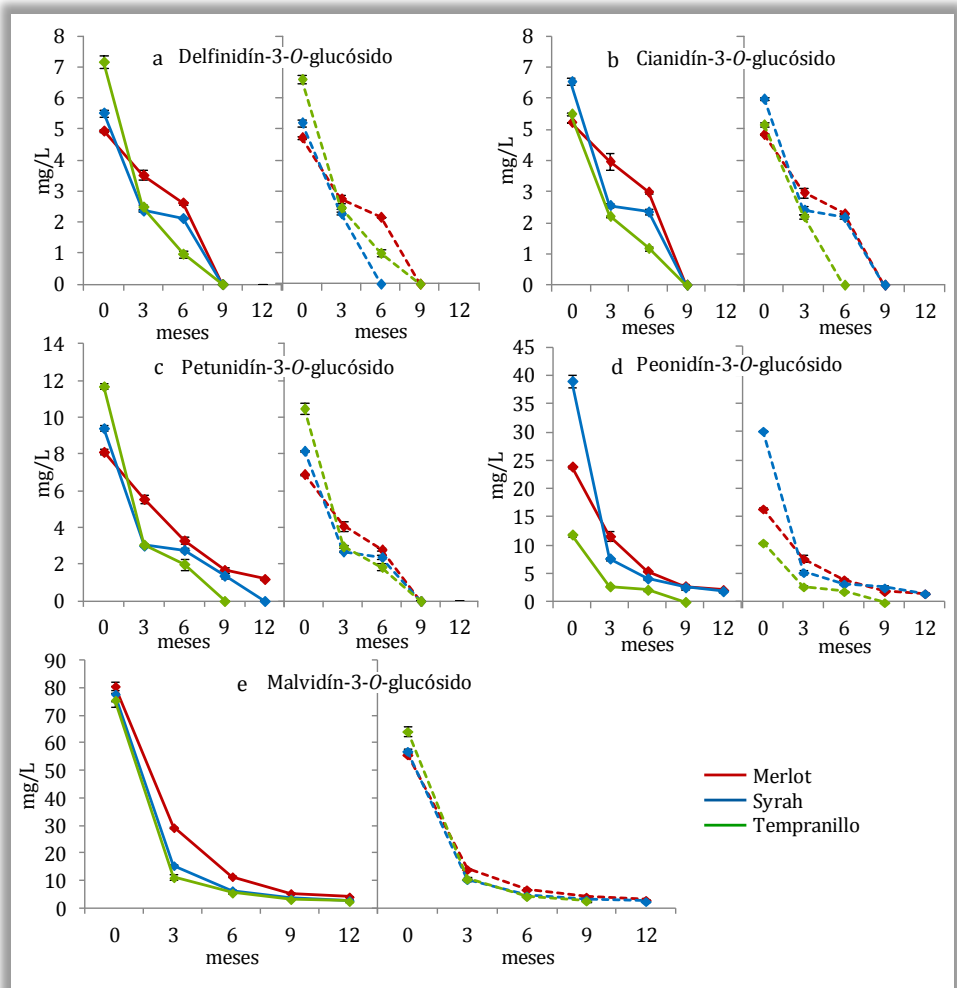 a Delfinidín-3-O-glucósido
8
7
6
5
4
3
2
1
0
mg/L
0 3 6 9 12 0 3 6 9 12
meses meses
b Cianidín-3-O-glucósido
8
7
6
5
4
3
2
1
0
mg/L
0 3 6 9 12 0 3 6 9 12
meses meses
c Petunidín-3-O-glucósido
14
12
10
8
6
4
2
0
mg/L
0 3 6 9 12 0 3 6 9 12
meses meses
d Peonidín-3-O-glucósido
45
40
35
30
25
20
15
10
5
0
mg/L
0 3 6 9 12 0 3 6 9 12
meses meses
e Malvidín-3-O-glucósido
90
80
70
60
50
40
30
20
10
0
mg/L
0 3 6 9 12 0 3 6 9 12
meses meses
Merlot
Syrah
Tempranillo